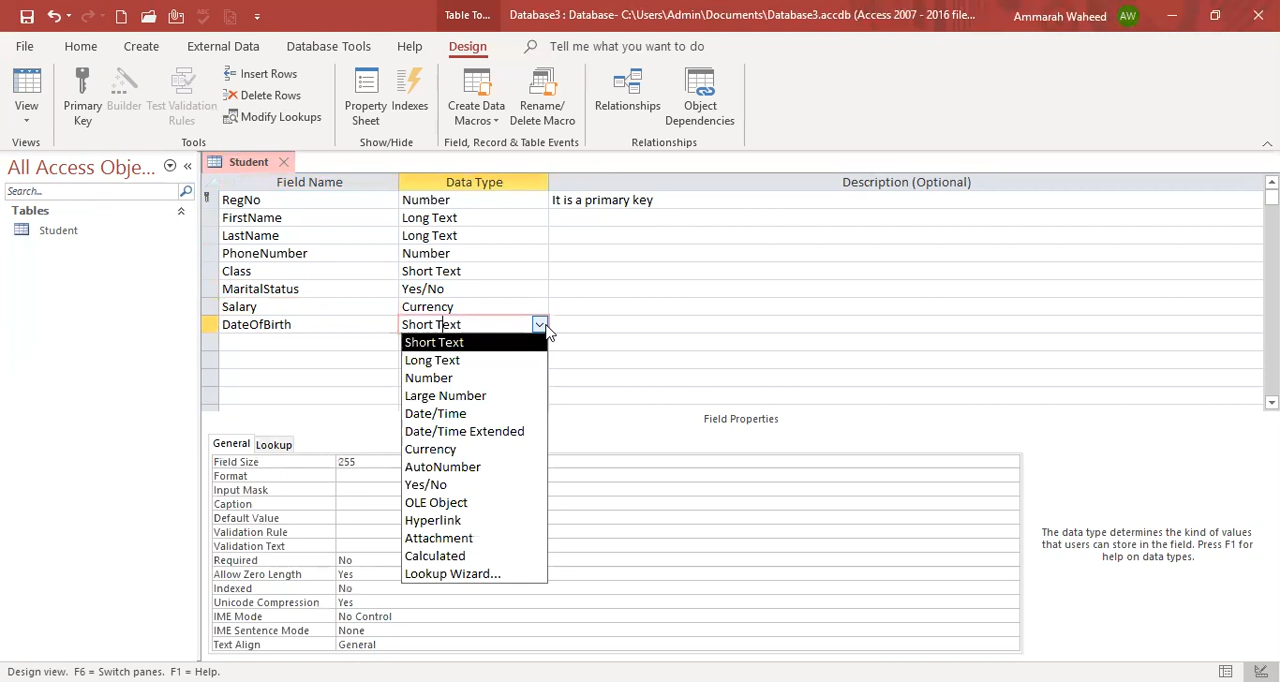 Table To... Database3 : Database- C:\Users\Admin\Documents\Database3.accdb (Access 2007 - 2016 file... Ammarah Waheed AW
File Home Create External Data Database Tools Help Design Tell me what you want to do
View Primary Key Builder Test Validation Rules Insert Rows Delete Rows Modify Lookups Property Sheet Indexes Create Data Macros Rename/ Delete Macro Relationships Object Dependencies
Views Tools Show/Hide Field, Record & Table Events Relationships
All Access Obje...
Search...
Tables
Student
Student
Field Name Data Type Description (Optional)
RegNo Number It is a primary key
FirstName Long Text
LastName Long Text
PhoneNumber Number
Class Short Text
MaritalStatus Yes/No
Salary Currency
DateOfBirth Short Text
Short Text
Long Text
Number
Large Number
Date/Time
Date/Time Extended
Currency
AutoNumber
Yes/No
OLE Object
Hyperlink
Attachment
Calculated
Lookup Wizard...
Field Properties
General Lookup
Field Size 255
Format
Input Mask
Caption
Default Value
Validation Rule
Validation Text
Required No
Allow Zero Length Yes
Indexed No
Unicode Compression Yes
IME Mode No Control
IME Sentence Mode None
Text Align General
The data type determines the kind of values
that users can store in the field. Press F1 for
help on data types.
Design view. F6 = Switch panes. F1 = Help.